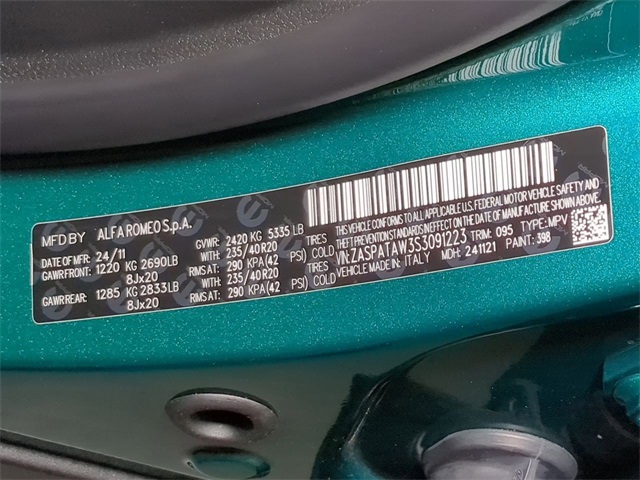 MFD BY ALFA ROMEO S.p.A.
DATE OF MFR 24/11 GVWR: 2420 KG 5335 LB
GAWR FRONT: 1220 KG 2690LB WITH: 235/40R20 TIRES
8Jx20 RIMS AT: 290 KPA(42 PSI) COLD
GAWR REAR: 1285 KG 2833LB WITH: 235/40R20 TIRES
8Jx20 RIMS AT: 290 KPA(42 PSI) COLD
THIS VEHICLE CONFORMS TO ALL APPLICABLE U.S. FEDERAL MOTOR VEHICLE SAFETY AND
THEFT PREVENTION STANDARDS IN EFFECT ON THE DATE OF MANUFACTURE SHOWN ABOVE
VIN: ZASPATAW3S3091223 TRIM: 095 TYPE: MPV
VEHICLE MADE IN: ITALY MDH: 241121 PAINT: 398